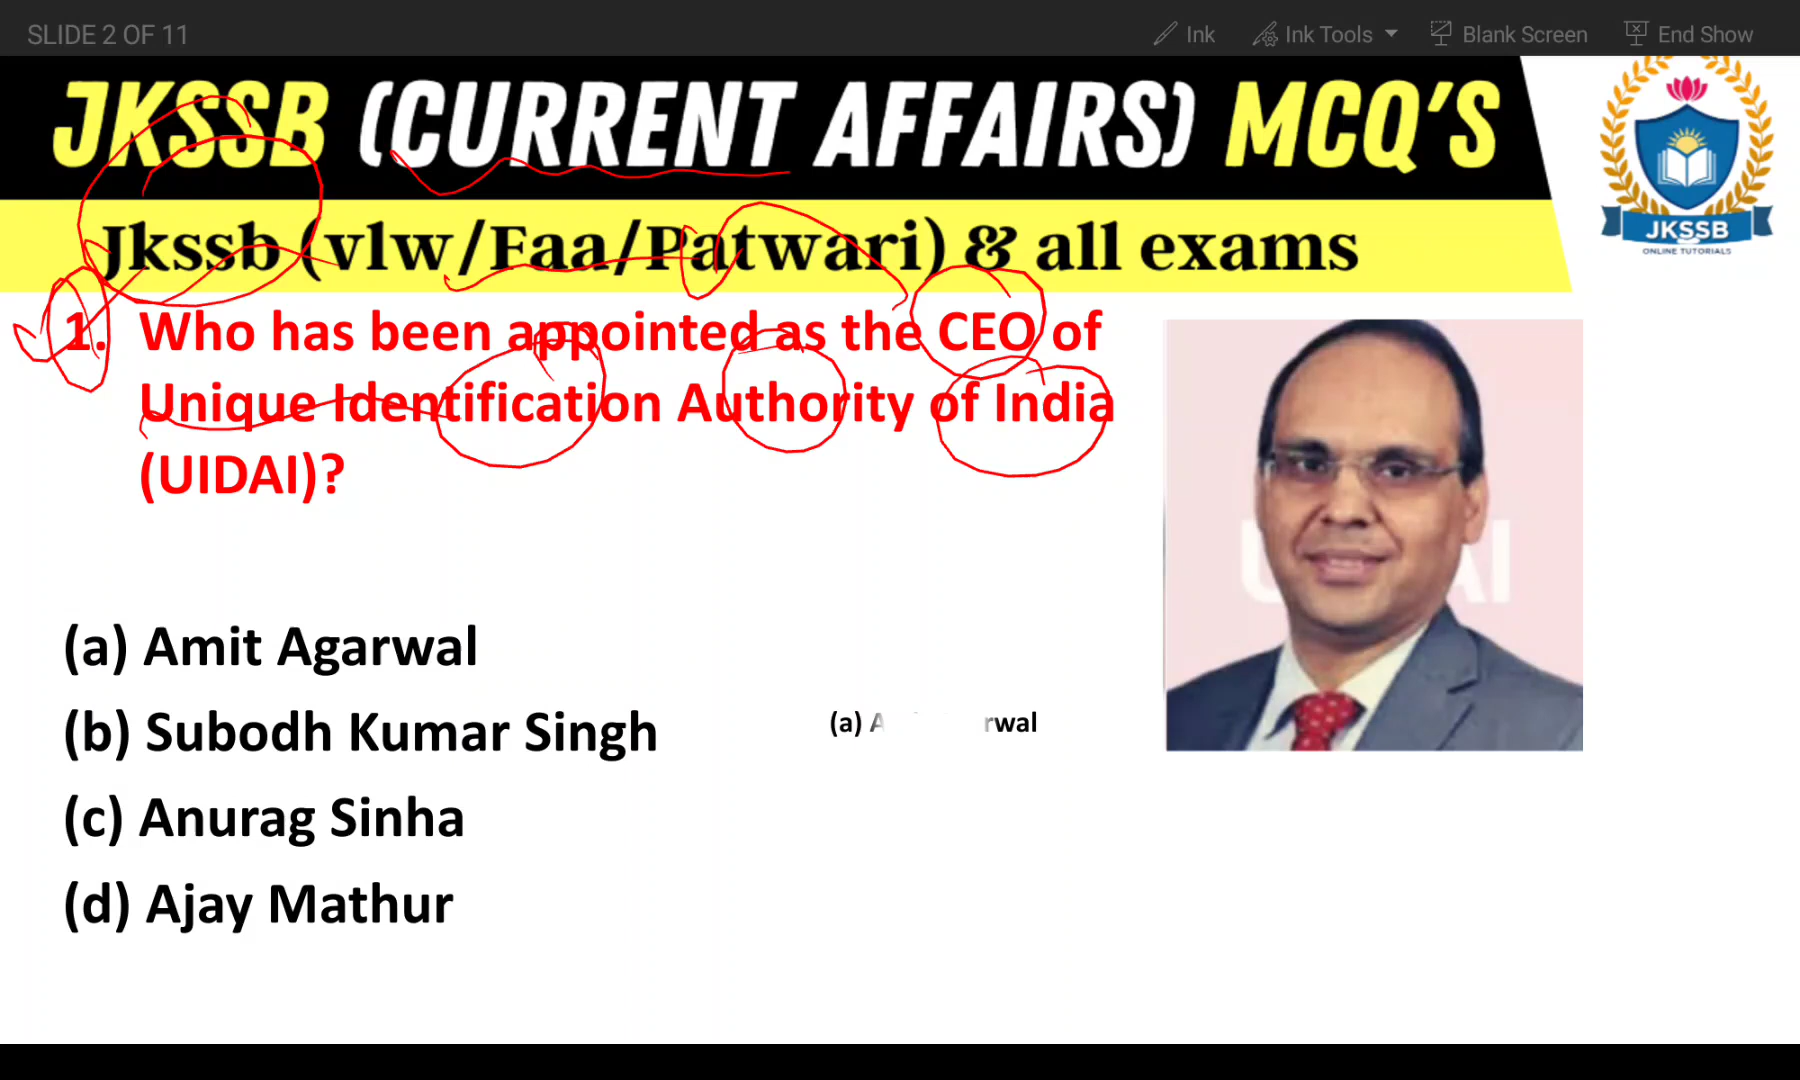 SLIDE 2 OF 11
Ink
Ink Tools
Blank Screen
End Show
JKSSB (CURRENT AFFAIRS) MCQ'S
Jkssb (vlw/Faa/Patwari) & all exams
JKSSB
ONLINE TUTORIALS
1. Who has been appointed as the CEO of
Unique Identification Authority of India
(UIDAI)?
(a) Amit Agarwal
(b) Subodh Kumar Singh
(a) A rwal
(c) Anurag Sinha
(d) Ajay Mathur